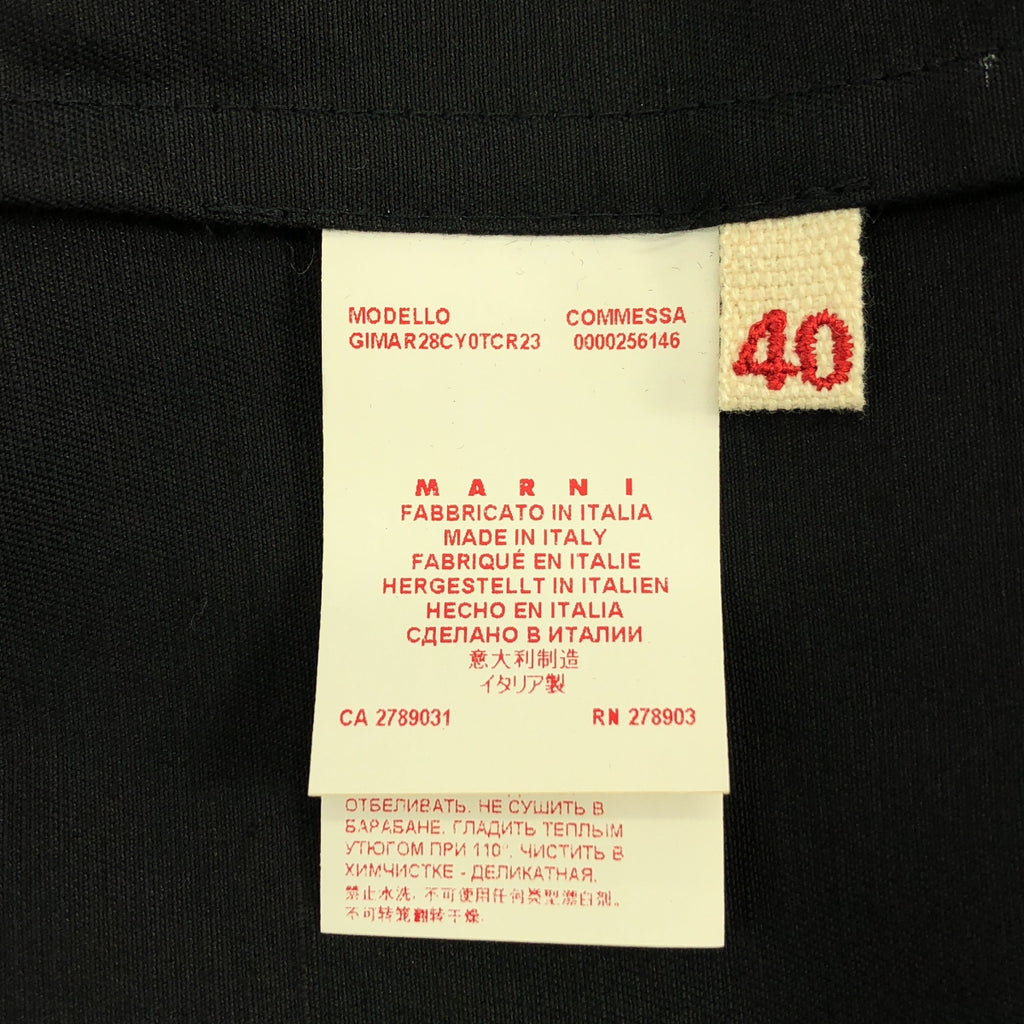 MODELLO COMMESSA
GIMAR28CY0TCR23 0000256146
40
MARNI
FABBRICATO IN ITALIA
MADE IN ITALY
FABRIQUÉ EN ITALIE
HERGESTELLT IN ITALIEN
HECHO EN ITALIA
СДЕЛАНО В ИТАЛИИ
意大利制造
イタリア製
CA 2789031 RN 278903
ОТБЕЛИВАТЬ. НЕ СУШИТЬ В
БАРАБАНЕ. ГЛАДИТЬ ТЕПЛЫМ
УТЮГОМ ПРИ 110°. ЧИСТИТЬ В
ХИМЧИСТКЕ - ДЕЛИКАТНАЯ.
禁止水洗. 不可使用任何类型漂白剂。
不可转笼翻转干燥.